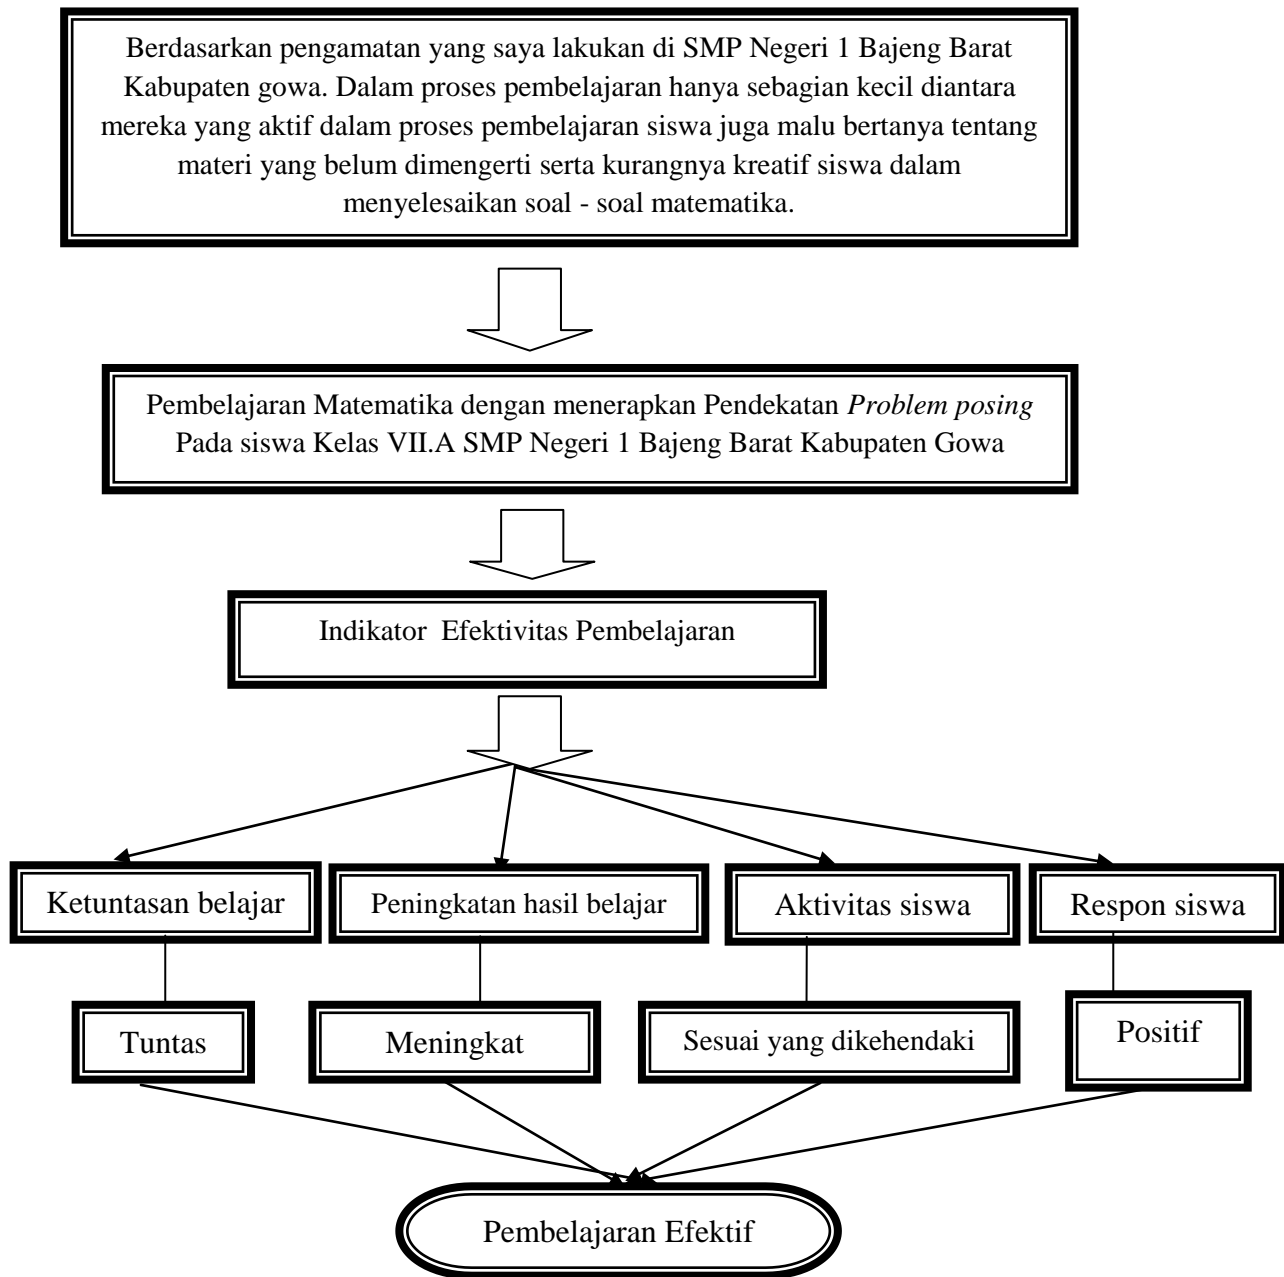 Berdasarkan pengamatan yang saya lakukan di SMP Negeri 1 Bajeng Barat
Kabupaten gowa. Dalam proses pembelajaran hanya sebagian kecil diantara
mereka yang aktif dalam proses pembelajaran siswa juga malu bertanya tentang
materi yang belum dimengerti serta kurangnya kreatif siswa dalam
menyelesaikan soal - soal matematika.
Pembelajaran Matematika dengan menerapkan Pendekatan Problem posing
Pada siswa Kelas VII.A SMP Negeri 1 Bajeng Barat Kabupaten Gowa
Indikator  Efektivitas Pembelajaran
Ketuntasan belajar
Peningkatan hasil belajar
Aktivitas siswa
Respon siswa
Tuntas
Meningkat
Sesuai yang dikehendaki
Positif
Pembelajaran Efektif